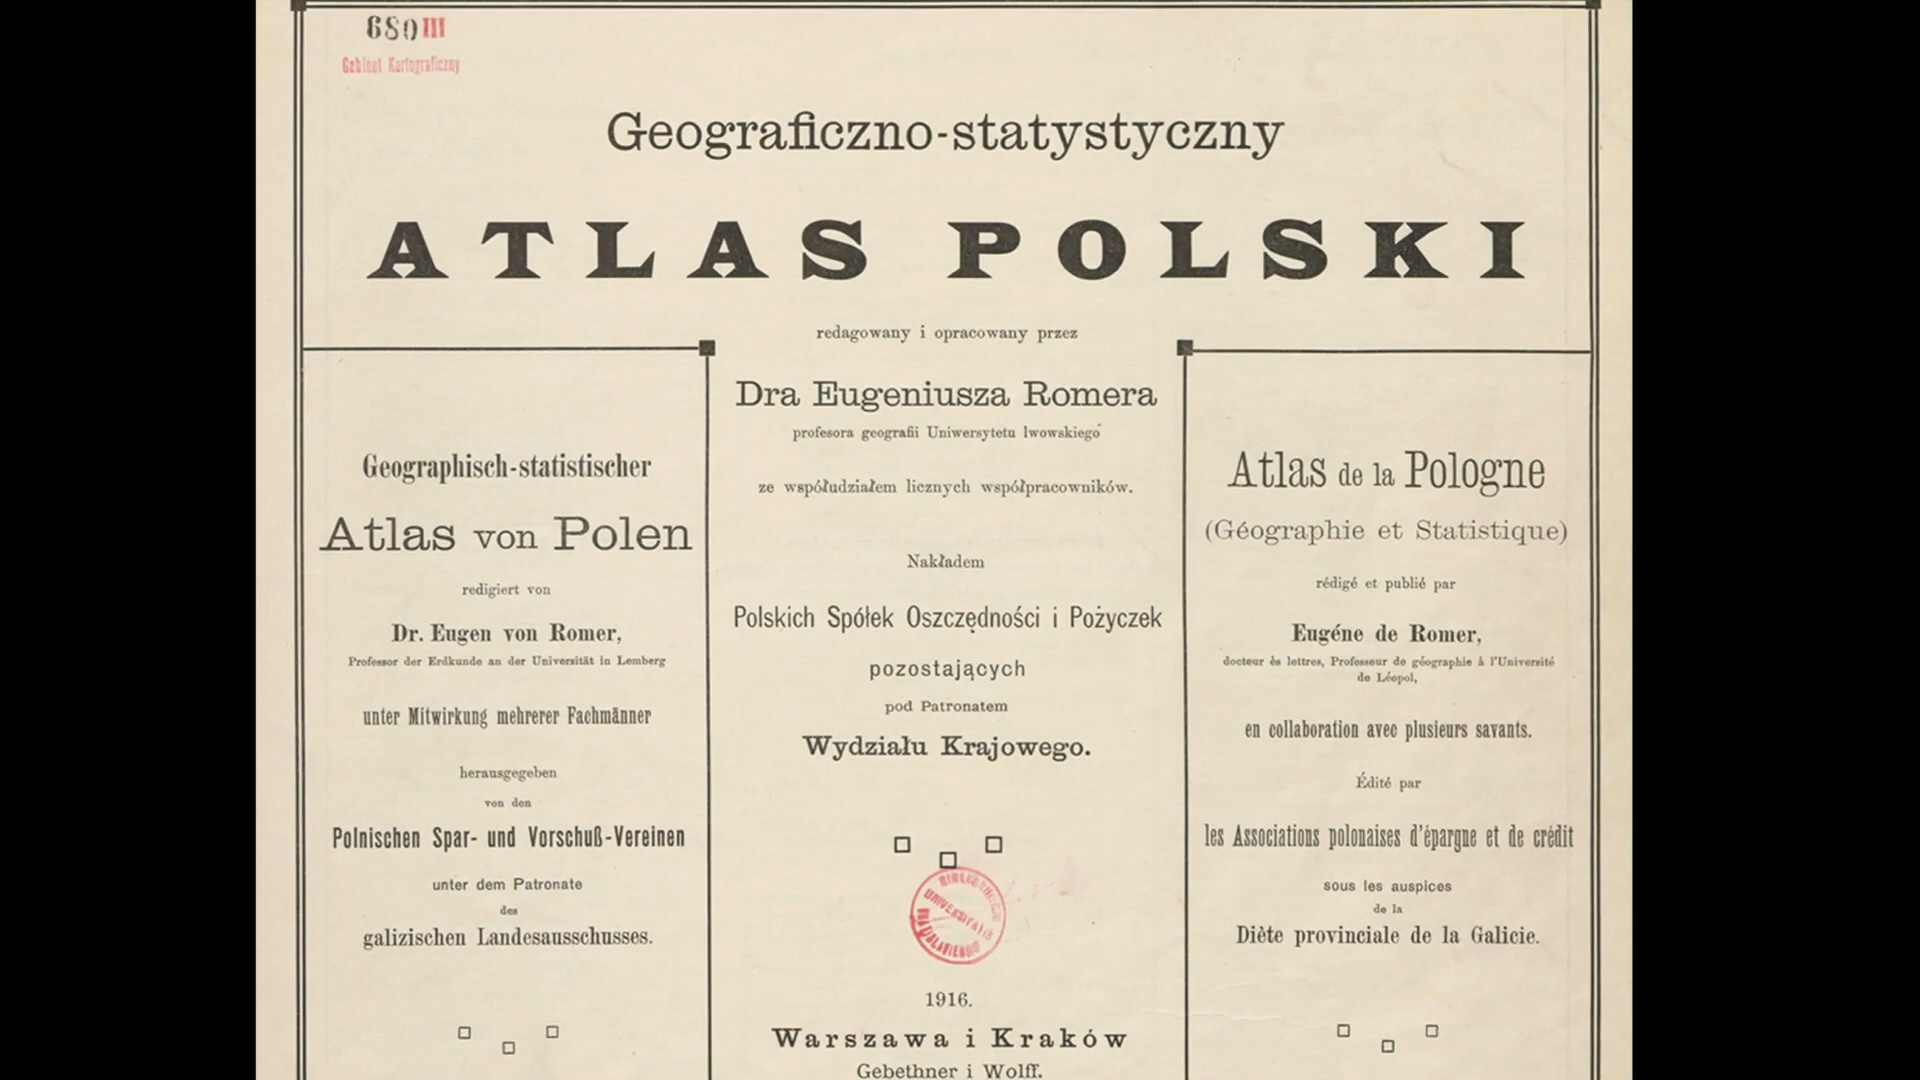 680 III
Gabinet Kartograficzny
Geograficzno-statystyczny
ATLAS POLSKI
redagowany i opracowany przez
Dra Eugeniusza Romera
profesora geografii Uniwersytetu lwowskiego
ze współudziałem licznych współpracowników.
Nakładem
Polskich Spółek Oszczędności i Pożyczek
pozostających
pod Patronatem
Wydziału Krajowego.
BIBLIOTHECA
UNIVERSITATIS
WRATISLAVIENSIS
1916.
Warszawa i Kraków
Gebethner i Wolff.
Geographisch-statistischer
Atlas von Polen
redigiert von
Dr. Eugen von Romer,
Professor der Erdkunde an der Universität in Lemberg
unter Mitwirkung mehrerer Fachmänner
herausgegeben
von den
Polnischen Spar- und Vorschuß-Vereinen
unter dem Patronate
des
galizischen Landesausschusses.
Atlas de la Pologne
(Géographie et Statistique)
rédigé et publié par
Eugéne de Romer,
docteur ès lettres, Professeur de géographie à l'Université
de Léopol,
en collaboration avec plusieurs savants.
Édité par
les Associations polonaises d'épargne et de crédit
sous les auspices
de la
Diète provinciale de la Galicie.